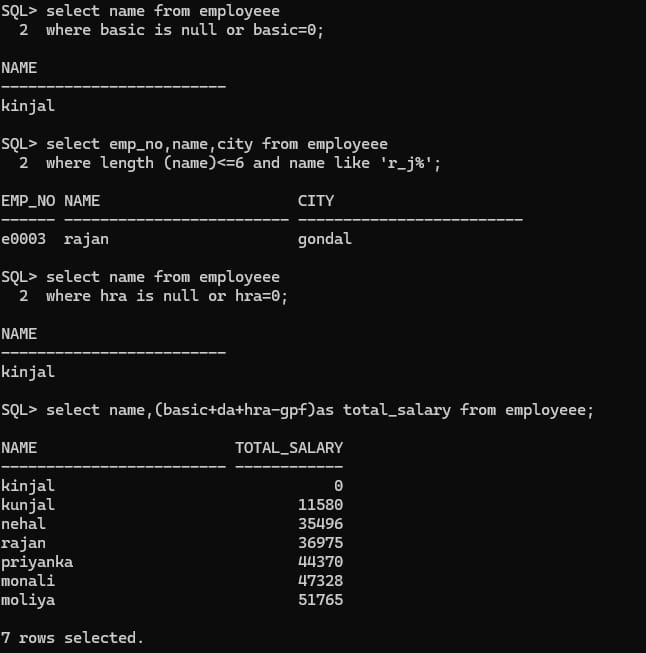 SQL> select name from employeee
  2  where basic is null or basic=0;
NAME
-------------------------
kinjal
SQL> select emp_no,name,city from employeee
  2  where length (name)<=6 and name like 'r_j%';
EMP_NO NAME                      CITY
------ ------------------------- -------------------------
e0003  rajan                     gondal
SQL> select name from employeee
  2  where hra is null or hra=0;
NAME
-------------------------
kinjal
SQL> select name,(basic+da+hra-gpf)as total_salary from employeee;
NAME                      TOTAL_SALARY
------------------------- ------------
kinjal                               0
kunjal                           11580
nehal                            35496
rajan                            36975
priyanka                         44370
monali                           47328
moliya                           51765
7 rows selected.